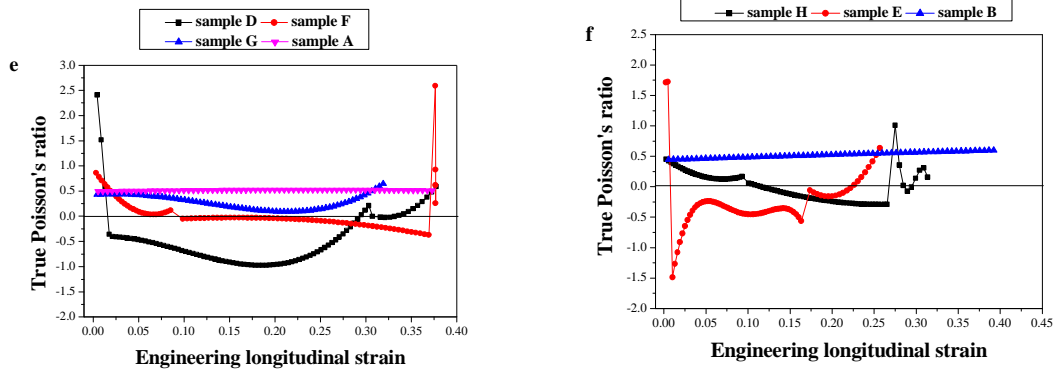 sample D sample F
sample G sample A
e
True Poisson's ratio
3.0
2.5
2.0
1.5
1.0
0.5
0.0
-0.5
-1.0
-1.5
-2.0
0.00 0.05 0.10 0.15 0.20 0.25 0.30 0.35 0.40
Engineering longitudinal strain
sample H sample E sample B
f
True Poisson's ratio
2.5
2.0
1.5
1.0
0.5
0.0
-0.5
-1.0
-1.5
-2.0
0.00 0.05 0.10 0.15 0.20 0.25 0.30 0.35 0.40 0.45
Engineering longitudinal strain